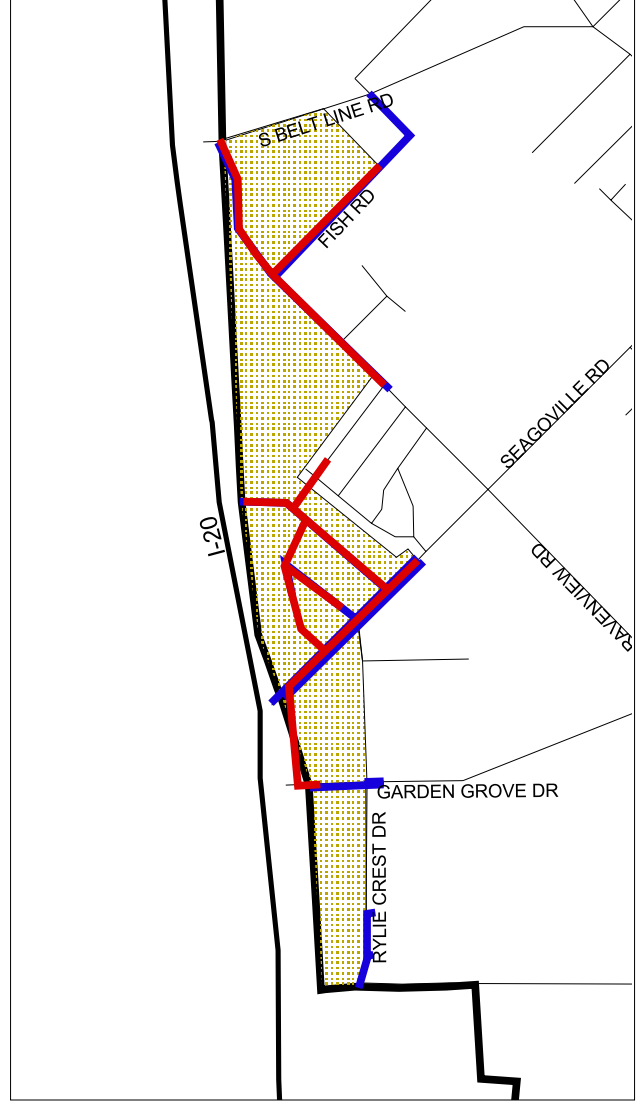 S BELT LINE RD
FISH RD
SEAGOVILLE RD
I-20
RAVENVIEW RD
GARDEN GROVE DR
RYLIE CREST DR